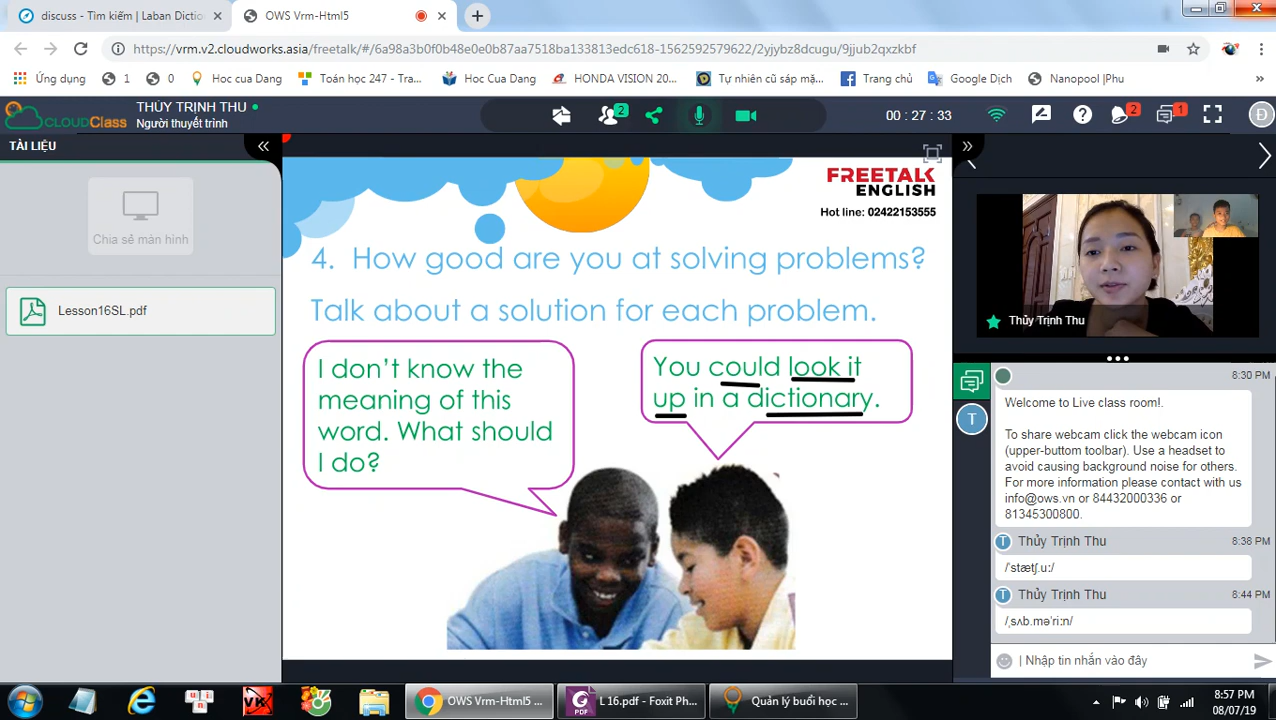 discuss - Tìm kiếm | Laban Dictio
OWS Vrm-Html5
https://vrm.v2.cloudworks.asia/freetalk/#/6a98a3b0f0b48e0e0b87aa7518ba133813edc618-1562592579622/2yjybz8dcugu/9jjub2qxzkbf
Ứng dụng
1
0
Hoc cua Dang
Toán học 247 - Tra...
Học Cua Dang
HONDA VISION 20...
Tự nhiên cũ sáp mặ...
Trang chủ
Google Dịch
Nanopool |Phu
»
CLOUDCLASS
THỦY TRỊNH THU
Người thuyết trình
2
00 : 27 : 33
2
1
Đ
TÀI LIỆU
Chia sẻ màn hình
Lesson16SL.pdf
FREETALK
ENGLISH
Hot line: 02422153555
4. How good are you at solving problems?
Talk about a solution for each problem.
I don't know the
meaning of this
word. What should
I do?
You could look it
up in a dictionary.
Thủy Trịnh Thu
8:30 PM
Welcome to Live class room!.
To share webcam click the webcam icon
(upper-buttom toolbar). Use a headset to
avoid causing background noise for others.
For more information please contact with us
info@ows.vn or 84432000336 or
81345300800.
T
T Thủy Trịnh Thu 8:38 PM
/ˈstætʃ.uː/
T Thủy Trịnh Thu 8:44 PM
/ˌsʌb.məˈriːn/
Nhập tin nhắn vào đây
OWS Vrm-Html5 ...
L 16.pdf - Foxit Ph...
Quản lý buổi học ...
8:57 PM
08/07/19